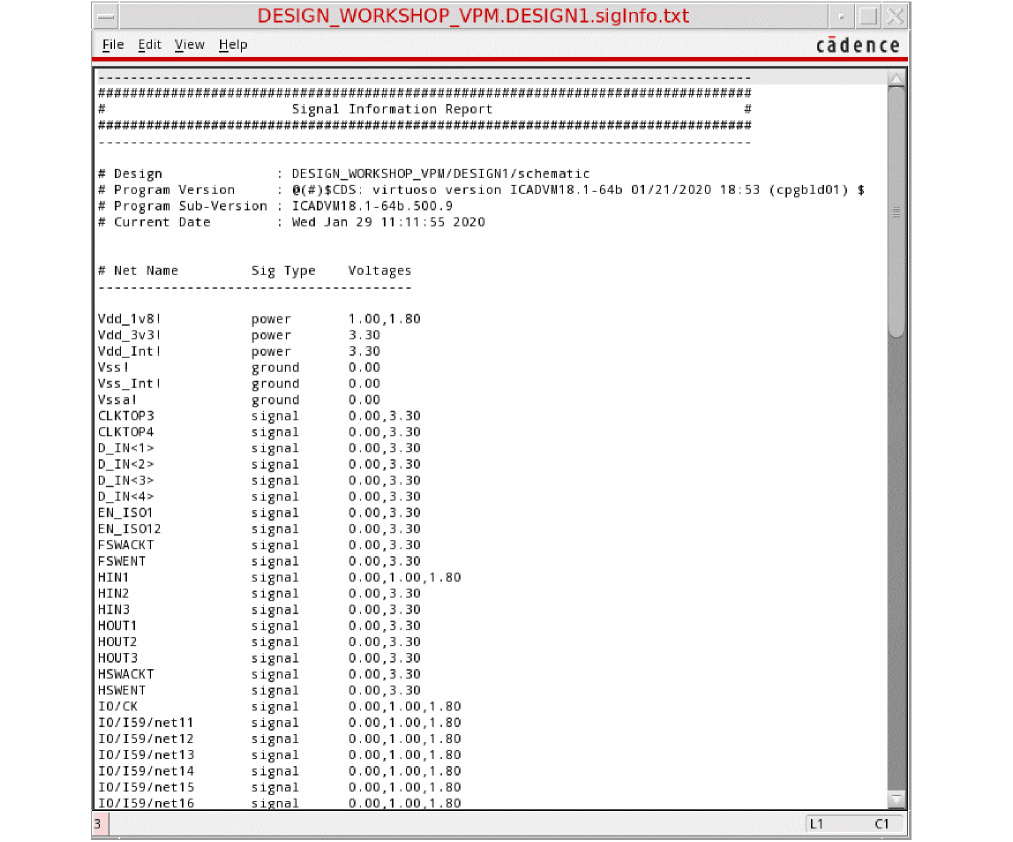 DESIGN_WORKSHOP_VPM.DESIGN1.sigInfo.txt
File Edit View Help
cādence
---------------------------------------------------------------------------------
#################################################################################
# Signal Information Report #
#################################################################################
---------------------------------------------------------------------------------
# Design : DESIGN_WORKSHOP_VPM/DESIGN1/schematic
# Program Version : @(#)$CDS: virtuoso version ICADVM18.1-64b 01/21/2020 18:53 (cpgbld01) $
# Program Sub-Version : ICADVM18.1-64b.500.9
# Current Date : Wed Jan 29 11:11:55 2020
# Net Name Sig Type Voltages
---------------------------------------
Vdd_1v8! power 1.00,1.80
Vdd_3v3! power 3.30
Vdd_Int! power 3.30
Vss! ground 0.00
Vss_Int! ground 0.00
Vssa! ground 0.00
CLKTOP3 signal 0.00,3.30
CLKTOP4 signal 0.00,3.30
D_IN<1> signal 0.00,3.30
D_IN<2> signal 0.00,3.30
D_IN<3> signal 0.00,3.30
D_IN<4> signal 0.00,3.30
EN_ISO1 signal 0.00,3.30
EN_ISO12 signal 0.00,3.30
FSWACKT signal 0.00,3.30
FSWENT signal 0.00,3.30
HIN1 signal 0.00,1.00,1.80
HIN2 signal 0.00,3.30
HIN3 signal 0.00,3.30
HOUT1 signal 0.00,3.30
HOUT2 signal 0.00,3.30
HOUT3 signal 0.00,3.30
HSWACKT signal 0.00,3.30
HSWENT signal 0.00,3.30
I0/CK signal 0.00,1.00,1.80
I0/I59/net11 signal 0.00,1.00,1.80
I0/I59/net12 signal 0.00,1.00,1.80
I0/I59/net13 signal 0.00,1.00,1.80
I0/I59/net14 signal 0.00,1.00,1.80
I0/I59/net15 signal 0.00,1.00,1.80
I0/I59/net16 signal 0.00,1.00,1.80
3 L1 C1